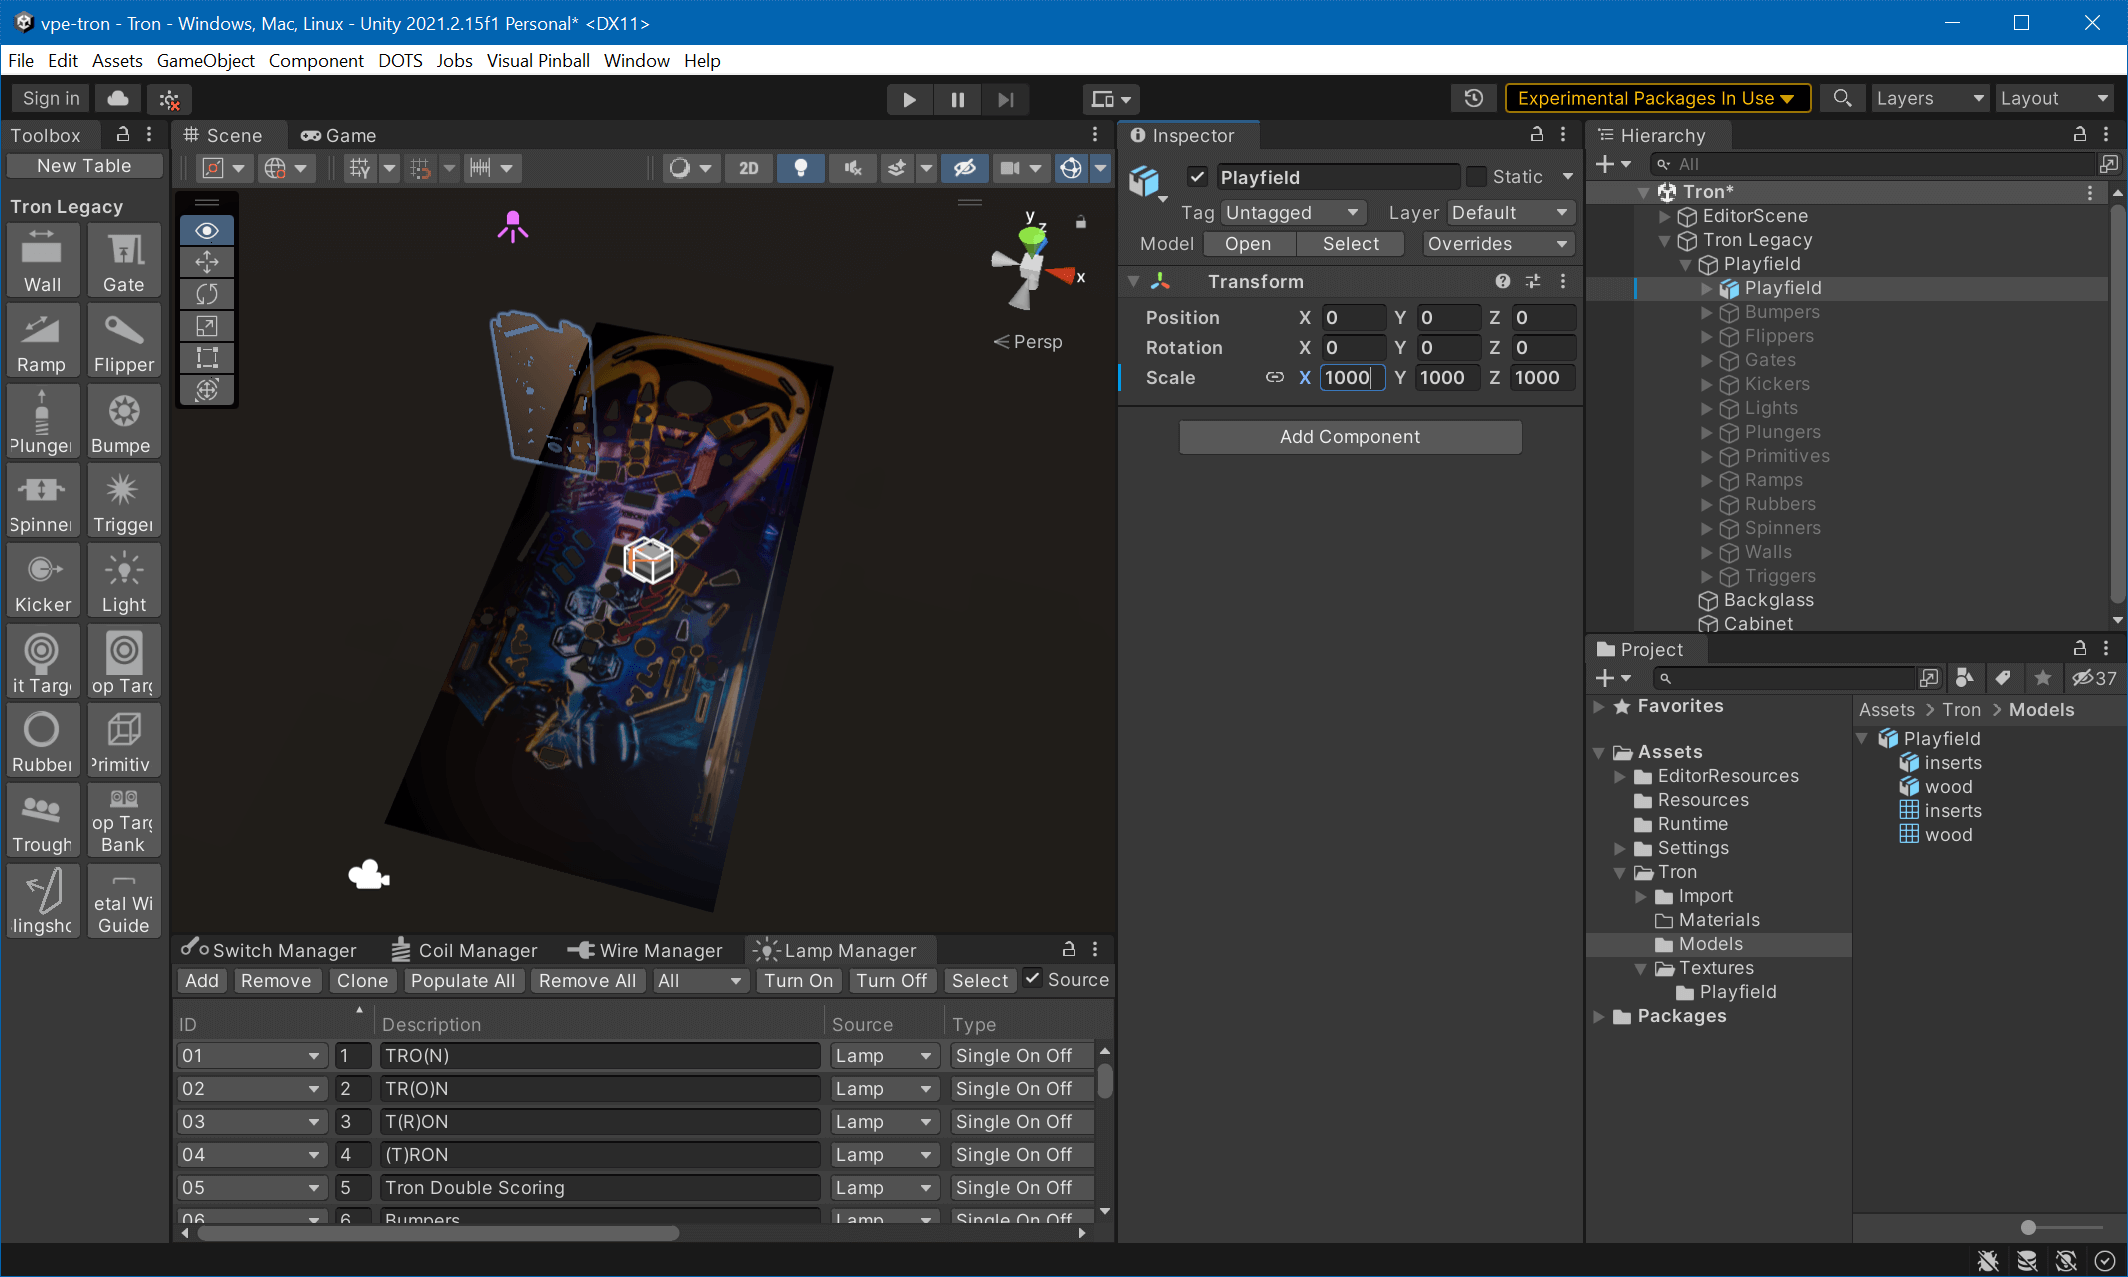 vpe-tron - Tron - Windows, Mac, Linux - Unity 2021.2.15f1 Personal* <DX11>
File Edit Assets GameObject Component DOTS Jobs Visual Pinball Window Help
Sign in
Experimental Packages In Use
Layers
Layout
Toolbox
New Table
Tron Legacy
Wall
Gate
Ramp
Flipper
Plunger
Bumpe
Spinner
Trigger
Kicker
Light
it Targ
op Targ
Rubber
Primitiv
Trough
op Targ
Bank
lingsho
etal Wi
Guide
Scene
Game
2D
y
z
x
Persp
Inspector
Playfield
Static
Tag Untagged Layer Default
Model Open Select Overrides
Transform
Position X 0 Y 0 Z 0
Rotation X 0 Y 0 Z 0
Scale X 1000 Y 1000 Z 1000
Add Component
Hierarchy
All
Tron*
EditorScene
Tron Legacy
Playfield
Playfield
Bumpers
Flippers
Gates
Kickers
Lights
Plungers
Primitives
Ramps
Rubbers
Spinners
Walls
Triggers
Backglass
Cabinet
Project
37
Favorites
Assets
EditorResources
Resources
Runtime
Settings
Tron
Import
Materials
Models
Textures
Playfield
Packages
Assets > Tron > Models
Playfield
inserts
wood
inserts
wood
Switch Manager Coil Manager Wire Manager Lamp Manager
Add Remove Clone Populate All Remove All All Turn On Turn Off Select Source
ID Description Source Type
01 1 TRO(N) Lamp Single On Off
02 2 TR(O)N Lamp Single On Off
03 3 T(R)ON Lamp Single On Off
04 4 (T)RON Lamp Single On Off
05 5 Tron Double Scoring Lamp Single On Off
06 6 Bumpers Lamp Single On Off